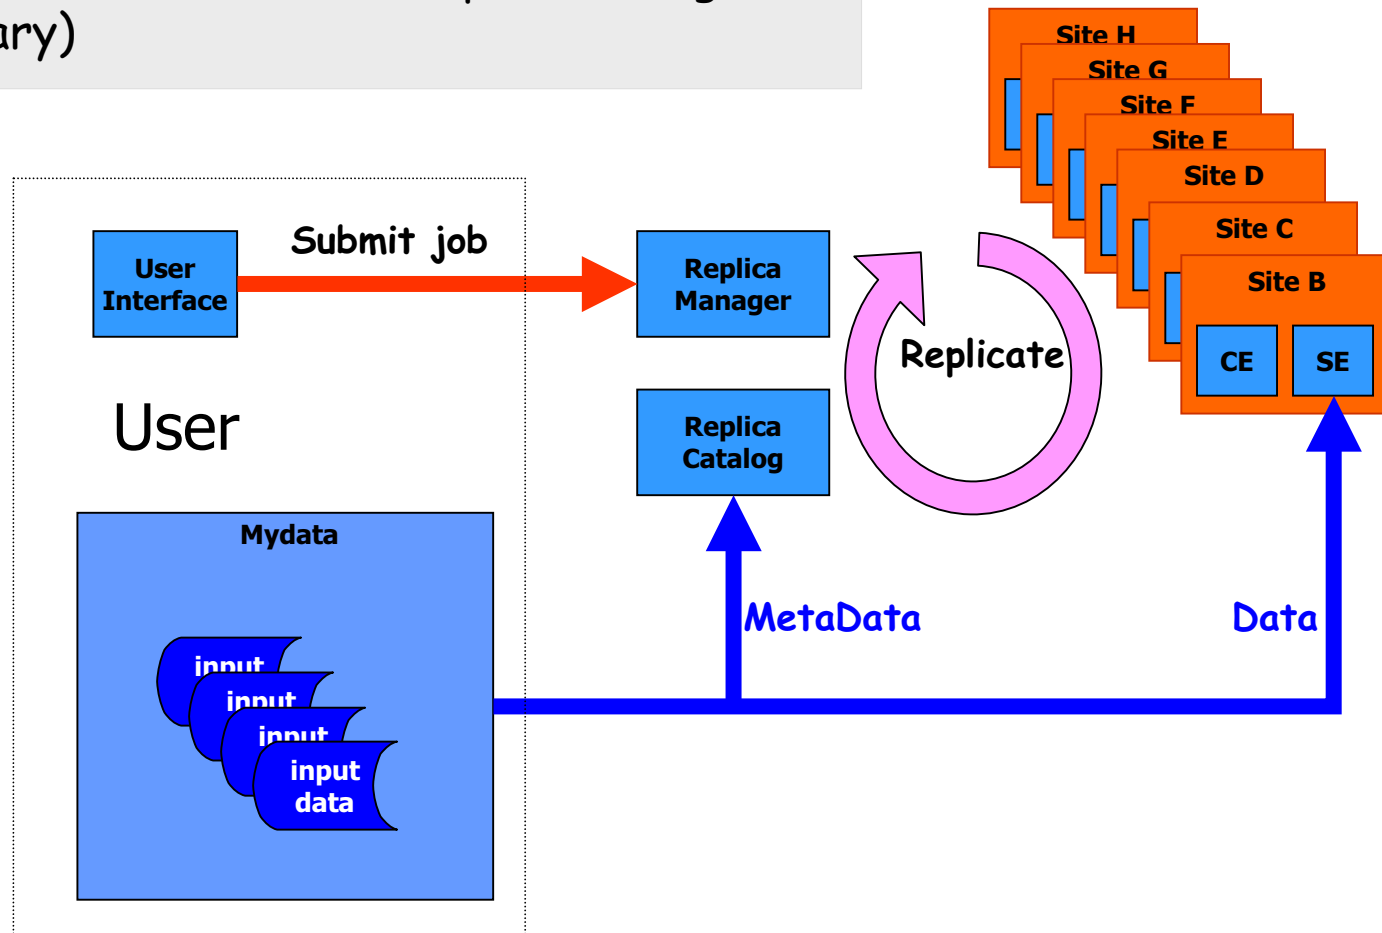 ary)
Site H
Site G
Site F
Site E
Site D
Site C
Site B
CE
SE
Submit job
User
Interface
Replica
Manager
Replicate
User
Replica
Catalog
Mydata
MetaData
Data
input
input
input
input
data